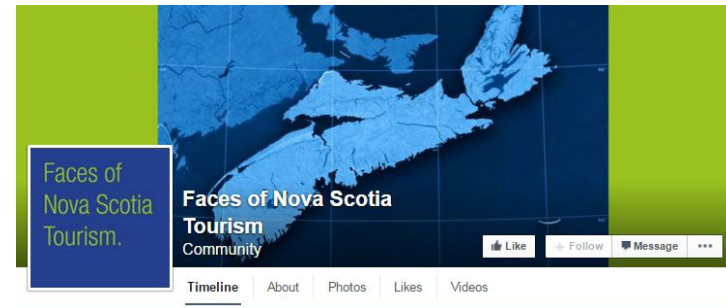 Faces of
Nova Scotia
Tourism.
Faces of Nova Scotia
Tourism
Community
Like
Follow
Message
Timeline
About
Photos
Likes
Videos